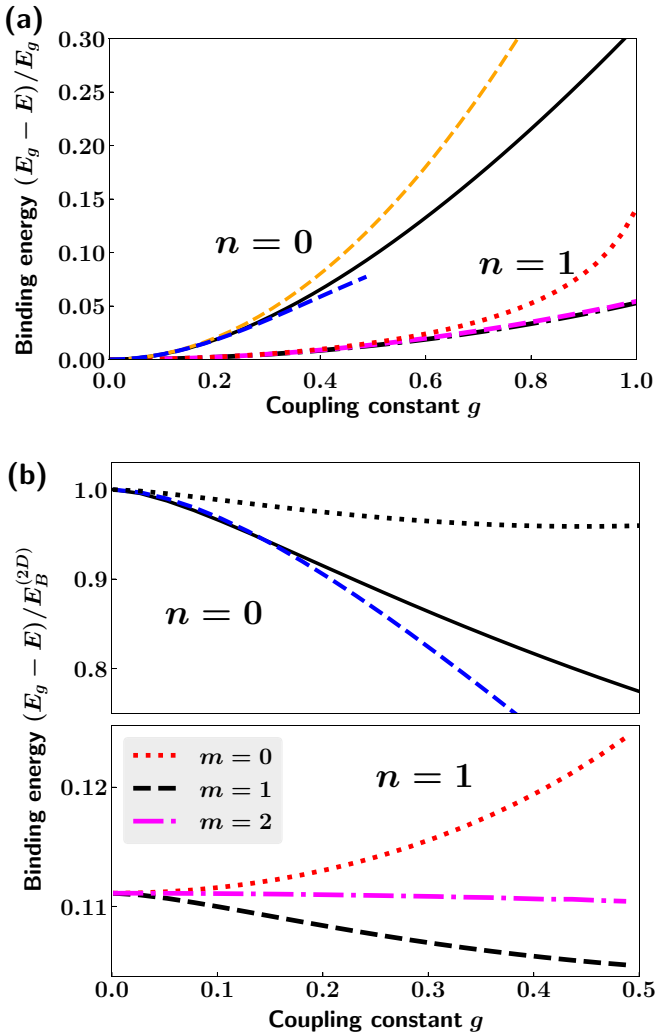 (a)
Binding energy (E_g − E)/E_g
0.30
0.25
0.20
0.15
0.10
0.05
0.00
n = 0
n = 1
0.0 0.2 0.4 0.6 0.8 1.0
Coupling constant g
(b)
Binding energy (E_g − E)/E_B^{(2D)}
1.0
0.9
0.8
n = 0
0.12
0.11
m = 0
m = 1
m = 2
n = 1
0.0 0.1 0.2 0.3 0.4 0.5
Coupling constant g